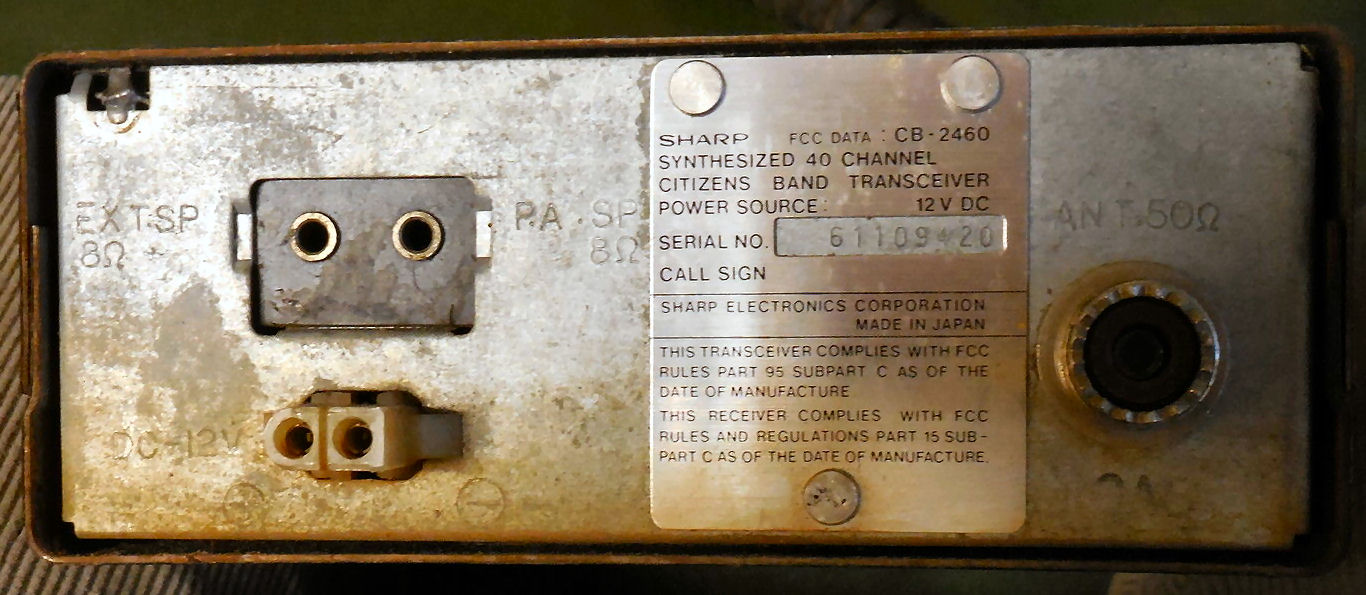 EXT.SP
8Ω
P.A. SP
8Ω
DC-12V
SHARP FCC DATA : CB-2460
SYNTHESIZED 40 CHANNEL
CITIZENS BAND TRANSCEIVER
POWER SOURCE : 12V DC
SERIAL NO. 61109420
CALL SIGN
SHARP ELECTRONICS CORPORATION
MADE IN JAPAN
THIS TRANSCEIVER COMPLIES WITH FCC
RULES PART 95 SUBPART C AS OF THE
DATE OF MANUFACTURE
THIS RECEIVER COMPLIES WITH FCC
RULES AND REGULATIONS PART 15 SUB-
PART C AS OF THE DATE OF MANUFACTURE.
ANT. 50Ω